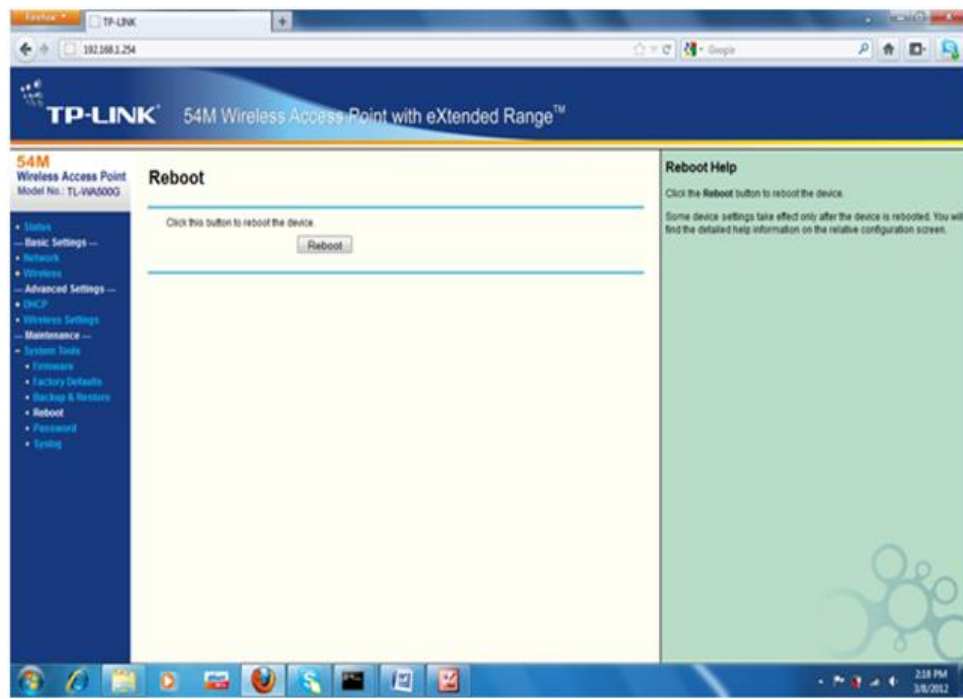 Firefox
TP-LINK
+
192.168.1.254
Google
TP-LINK® 54M Wireless Access Point with eXtended Range™
54M
Wireless Access Point
Model No.: TL-WA500G
Status
--- Basic Settings ---
Network
Wireless
--- Advanced Settings ---
DHCP
Wireless Settings
--- Maintenance ---
System Tools
Firmware
Factory Defaults
Backup & Restore
Reboot
Password
Syslog
Reboot
Click this button to reboot the device.
Reboot
Reboot Help
Click the Reboot button to reboot the device.
Some device settings take effect only after the device is rebooted. You will
find the detailed help information on the relative configuration screen.
2:18 PM
3/8/2012